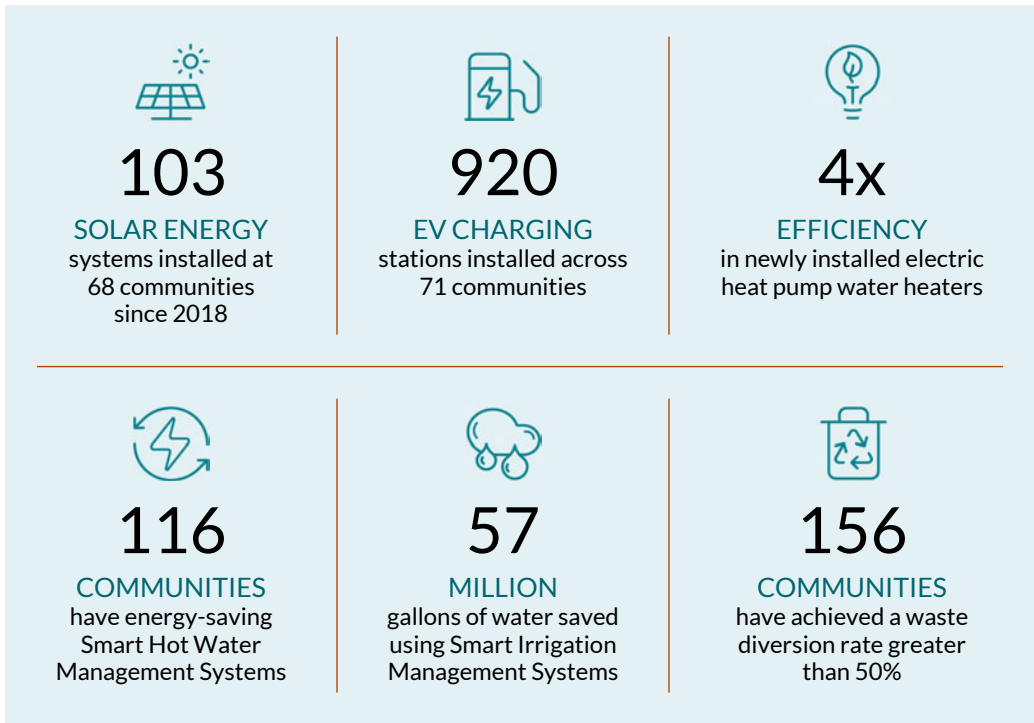 103
SOLAR ENERGY
systems installed at
68 communities
since 2018
920
EV CHARGING
stations installed across
71 communities
4x
EFFICIENCY
in newly installed electric
heat pump water heaters
116
COMMUNITIES
have energy-saving
Smart Hot Water
Management Systems
57
MILLION
gallons of water saved
using Smart Irrigation
Management Systems
156
COMMUNITIES
have achieved a waste
diversion rate greater
than 50%